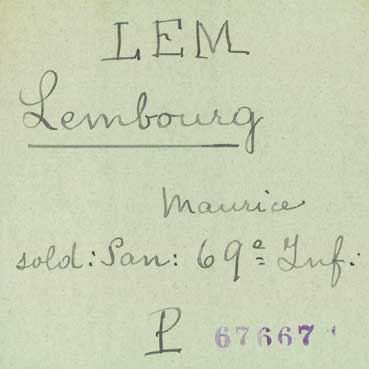 LEM
Lembourg
Maurice
sold: San: 69e Inf:
P 67667